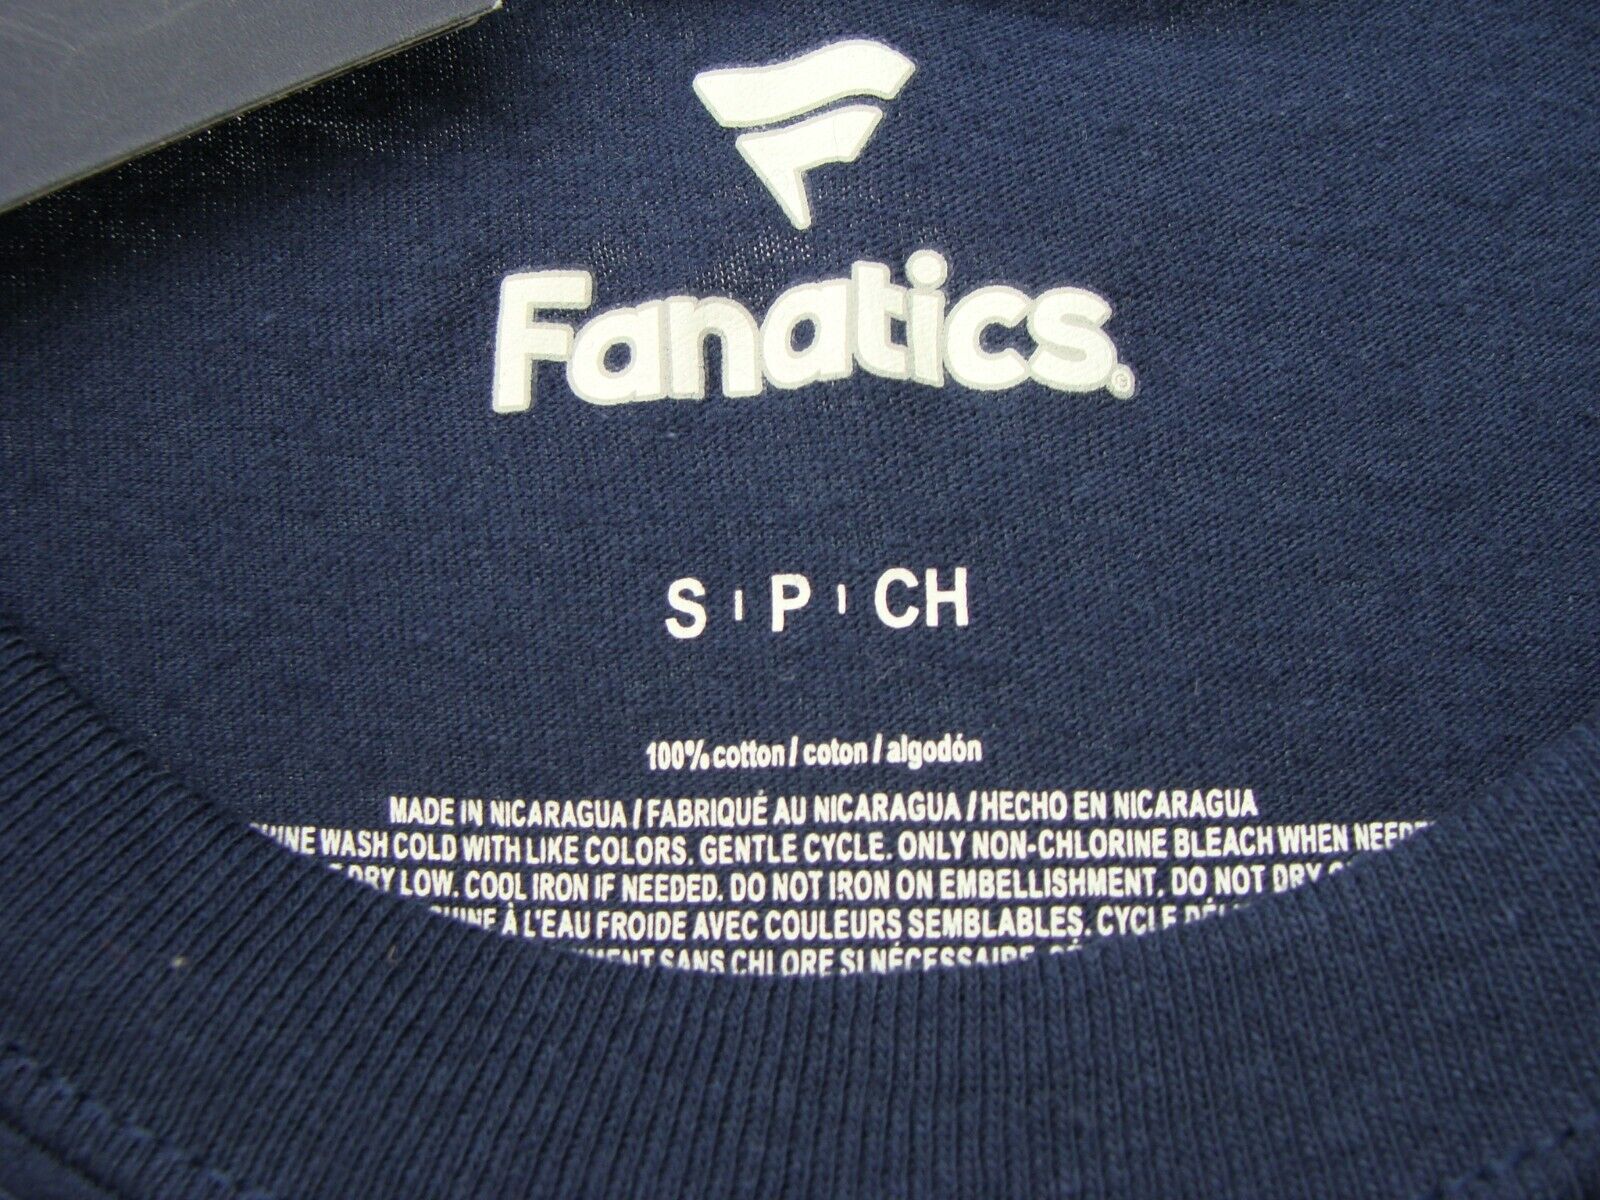 Fanatics®
S | P | CH
100% cotton / coton / algodón
MADE IN NICARAGUA / FABRIQUÉ AU NICARAGUA / HECHO EN NICARAGUA
WASH COLD WITH LIKE COLORS. GENTLE CYCLE. ONLY NON-CHLORINE BLEACH WHEN
DRY LOW. COOL IRON IF NEEDED. DO NOT IRON ON EMBELLISHMENT. DO NOT DRY
À L'EAU FROIDE AVEC COULEURS SEMBLABLES. CYCLE
SANS CHLORE SI NÉCESSAIRE.